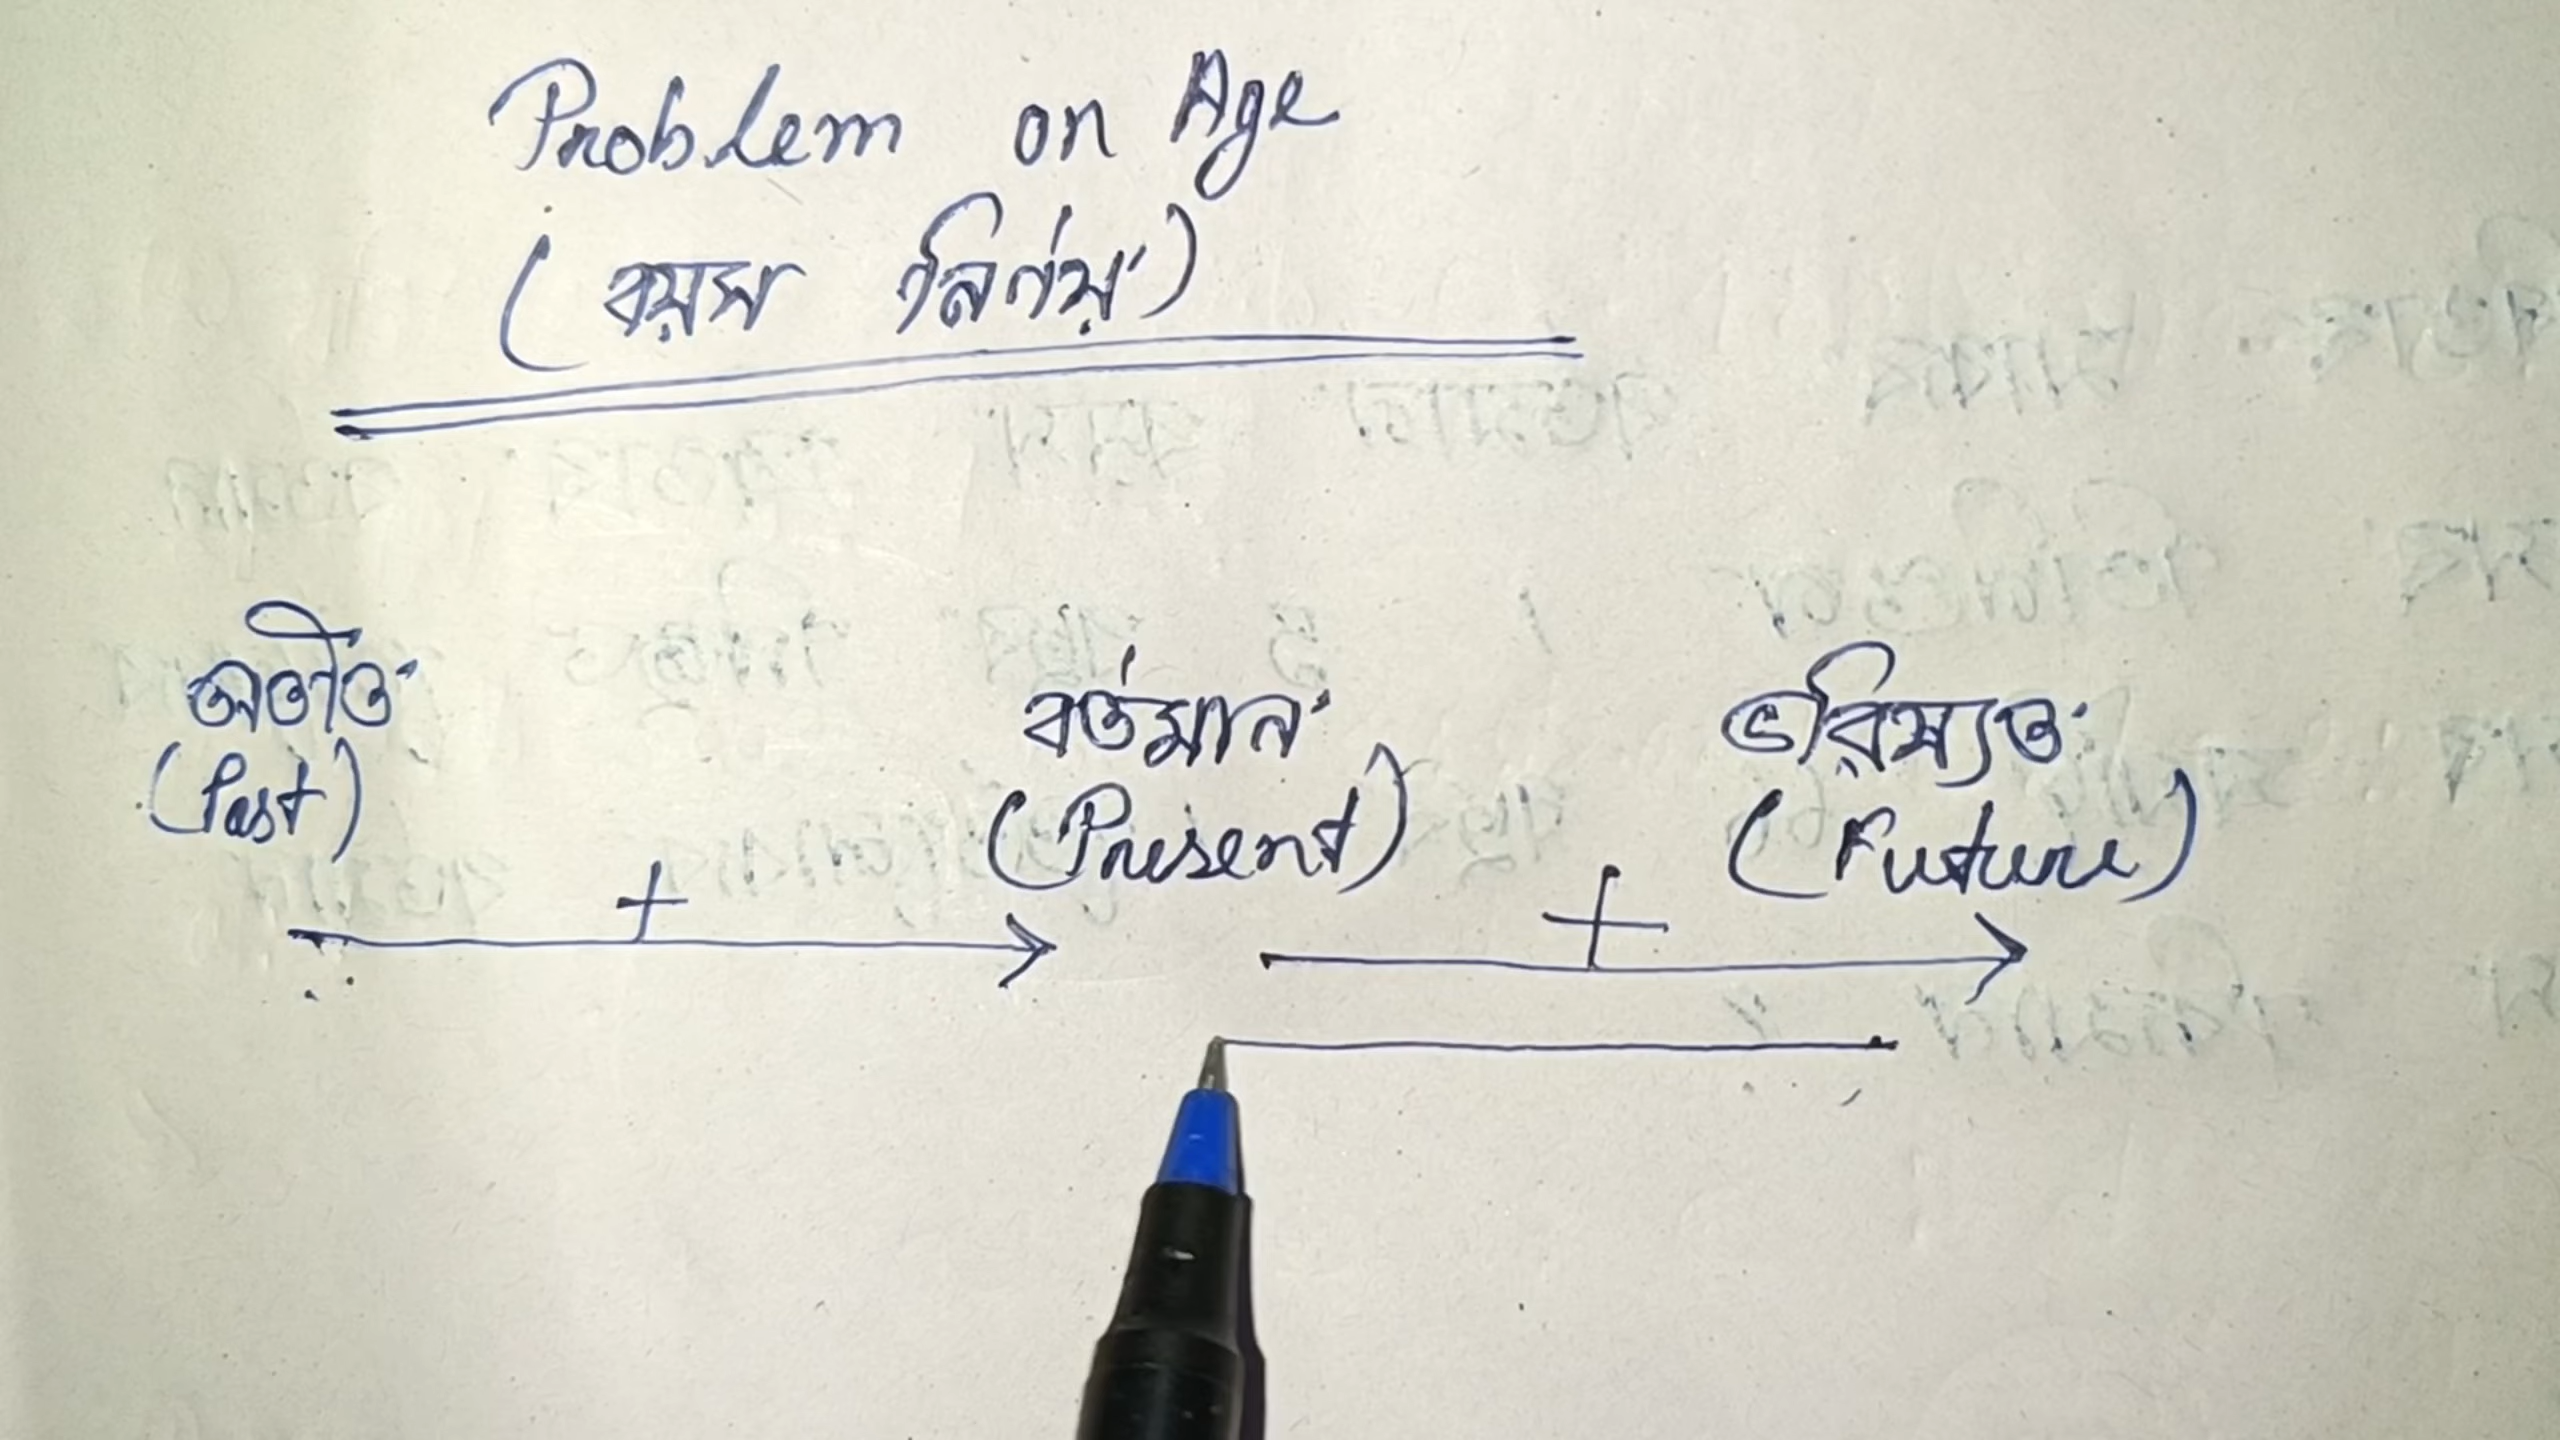 Problem on Age
(বয়স নির্ণয়)
অতীত বর্তমান ভবিষ্যত
(Past) (Present) (Future)
+ +